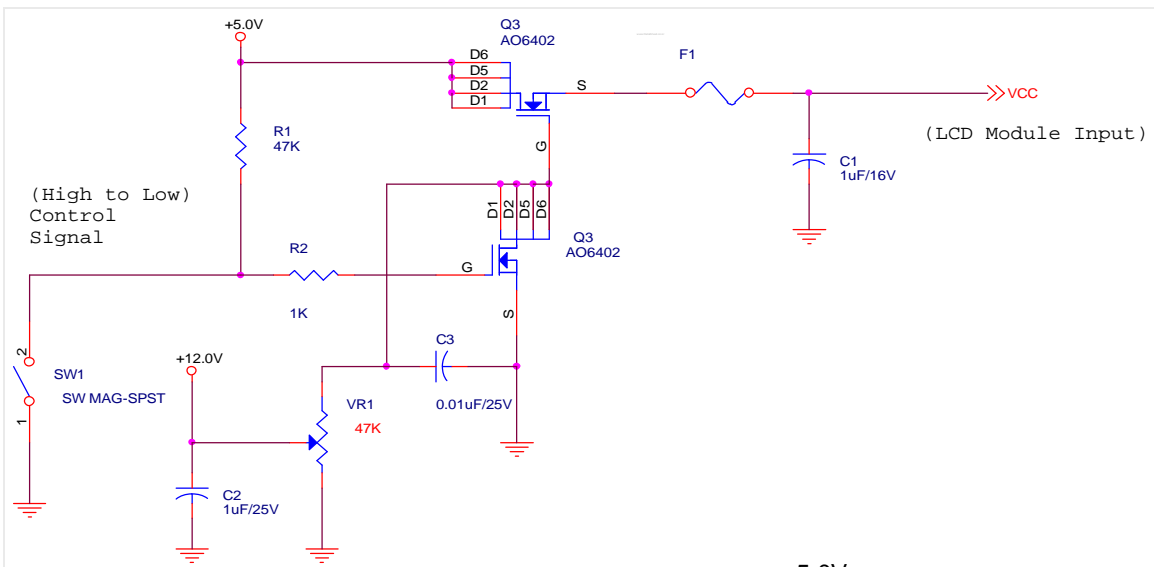 +5.0V
Q3
AO6402
F1
D6
D5
D2
D1
S
VCC
(LCD Module Input)
R1
47K
G
C1
1uF/16V
(High to Low)
Control
Signal
D1
D2
D5
D6
Q3
AO6402
R2
G
1K
S
C3
+12.0V
2
SW1
SW MAG-SPST
VR1
0.01uF/25V
47K
1
C2
1uF/25V